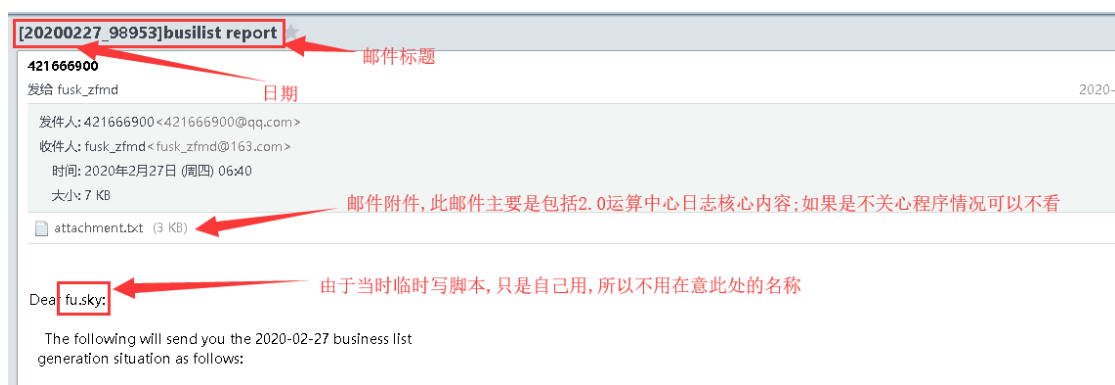 [20200227_98953]busilist report
邮件标题
421666900
发给 fusk_zfmd
日期
2020-
发件人: 421666900<421666900@qq.com>
收件人: fusk_zfmd<fusk_zfmd@163.com>
时间: 2020年2月27日 (周四) 06:40
大小: 7 KB
邮件附件,此邮件主要是包括2.0运算中心日志核心内容;如果是不关心程序情况可以不看
attachment.txt (3 KB)
由于当时临时写脚本,只是自己用,所以不用在意此处的名称
Dear fu.sky:
The following will send you the 2020-02-27 business list
generation situation as follows: